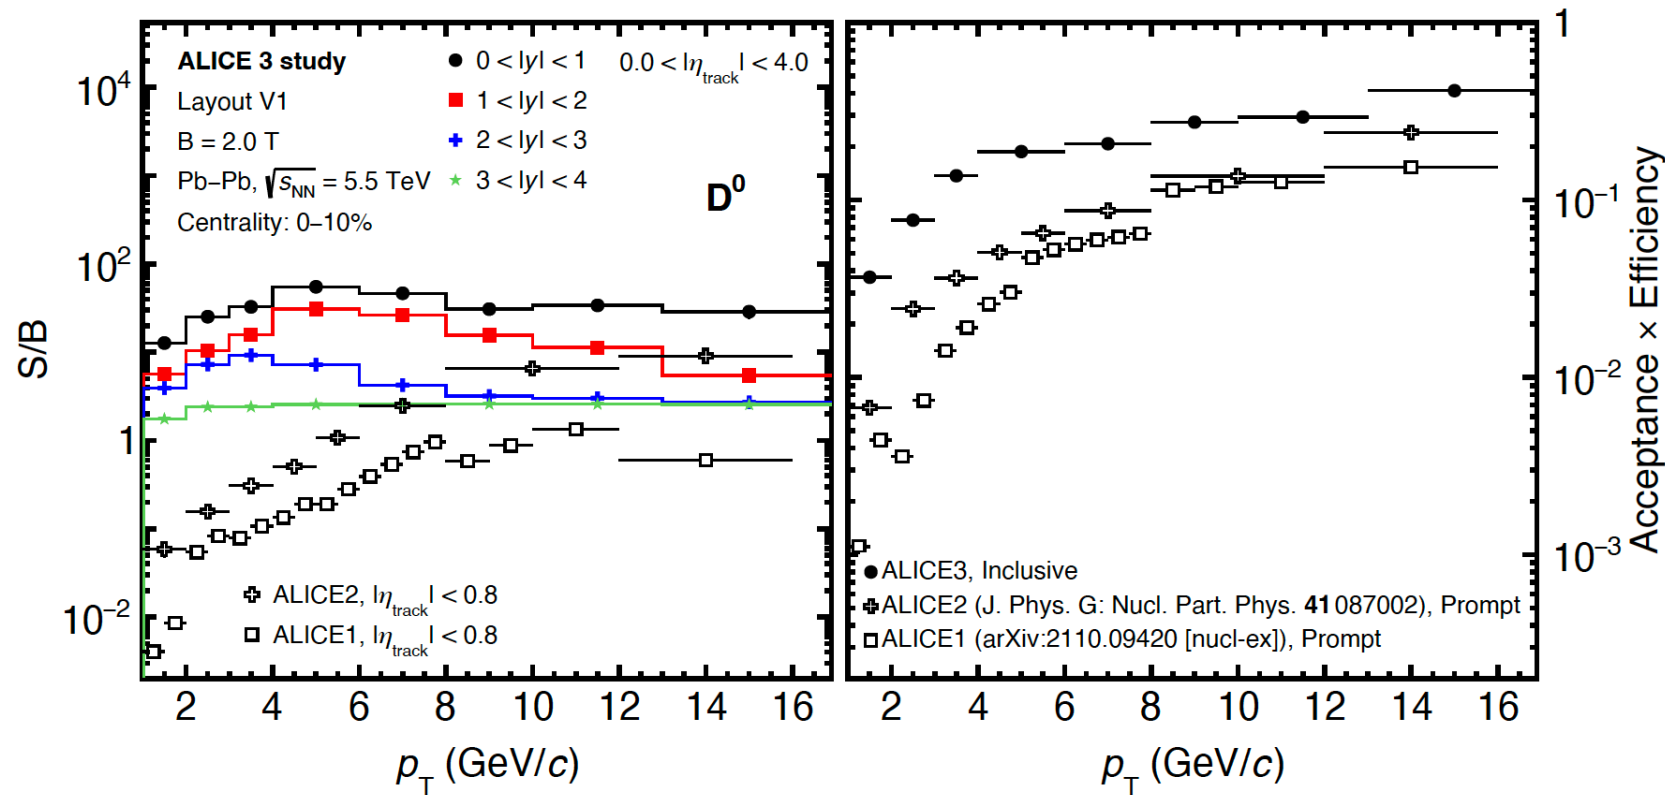 ALICE 3 study
Layout V1
B = 2.0 T
Pb–Pb, √sNN = 5.5 TeV
Centrality: 0–10%
0 < |y| < 1
1 < |y| < 2
2 < |y| < 3
3 < |y| < 4
0.0 < |ηtrack| < 4.0
D0
ALICE2, |ηtrack| < 0.8
ALICE1, |ηtrack| < 0.8
S/B
10^4
10^2
1
10^−2
2 4 6 8 10 12 14 16
pT (GeV/c)
ALICE3, Inclusive
ALICE2 (J. Phys. G: Nucl. Part. Phys. 41 087002), Prompt
ALICE1 (arXiv:2110.09420 [nucl-ex]), Prompt
1
10^−1
10^−2
10^−3
Acceptance × Efficiency
2 4 6 8 10 12 14 16
pT (GeV/c)